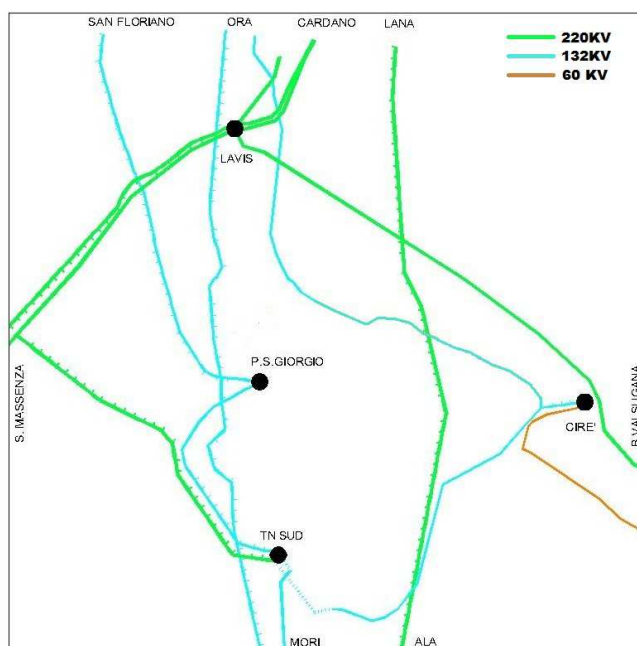 SAN FLORIANO
ORA
CARDANO
LANA
220KV
132KV
60 KV
LAVIS
P.S.GIORGIO
S. MASSENZA
CIRE'
B.VALSUGANA
TN SUD
MORI
ALA